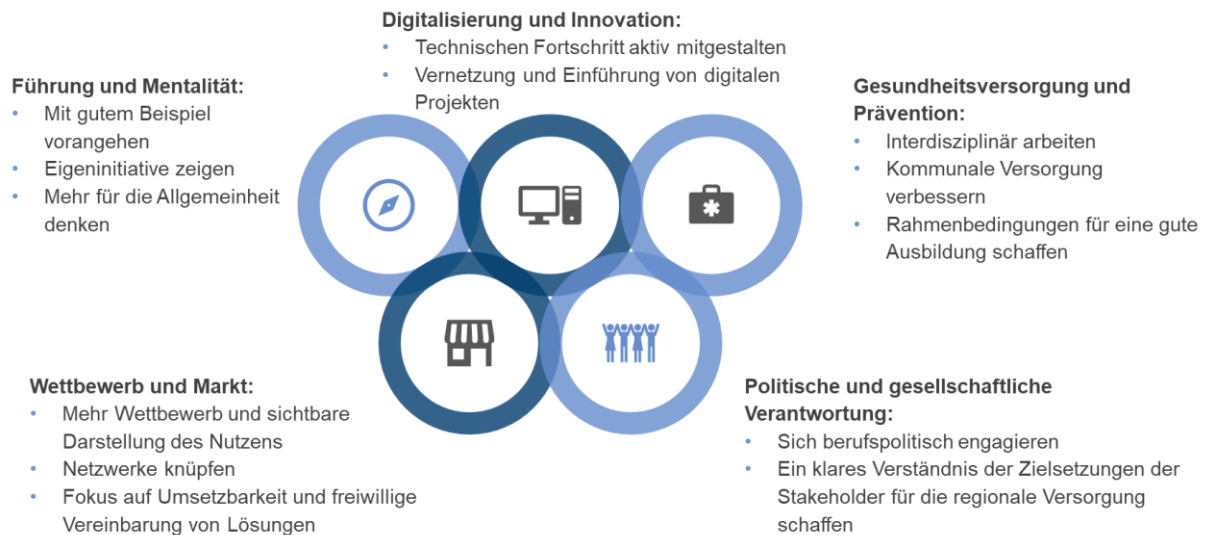 Digitalisierung und Innovation:
• Technischen Fortschritt aktiv mitgestalten
• Vernetzung und Einführung von digitalen
Projekten
Führung und Mentalität:
• Mit gutem Beispiel
vorangehen
• Eigeninitiative zeigen
• Mehr für die Allgemeinheit
denken
Gesundheitsversorgung und
Prävention:
• Interdisziplinär arbeiten
• Kommunale Versorgung
verbessern
• Rahmenbedingungen für eine gute
Ausbildung schaffen
Wettbewerb und Markt:
• Mehr Wettbewerb und sichtbare
Darstellung des Nutzens
• Netzwerke knüpfen
• Fokus auf Umsetzbarkeit und freiwillige
Vereinbarung von Lösungen
Politische und gesellschaftliche
Verantwortung:
• Sich berufspolitisch engagieren
• Ein klares Verständnis der Zielsetzungen der
Stakeholder für die regionale Versorgung
schaffen